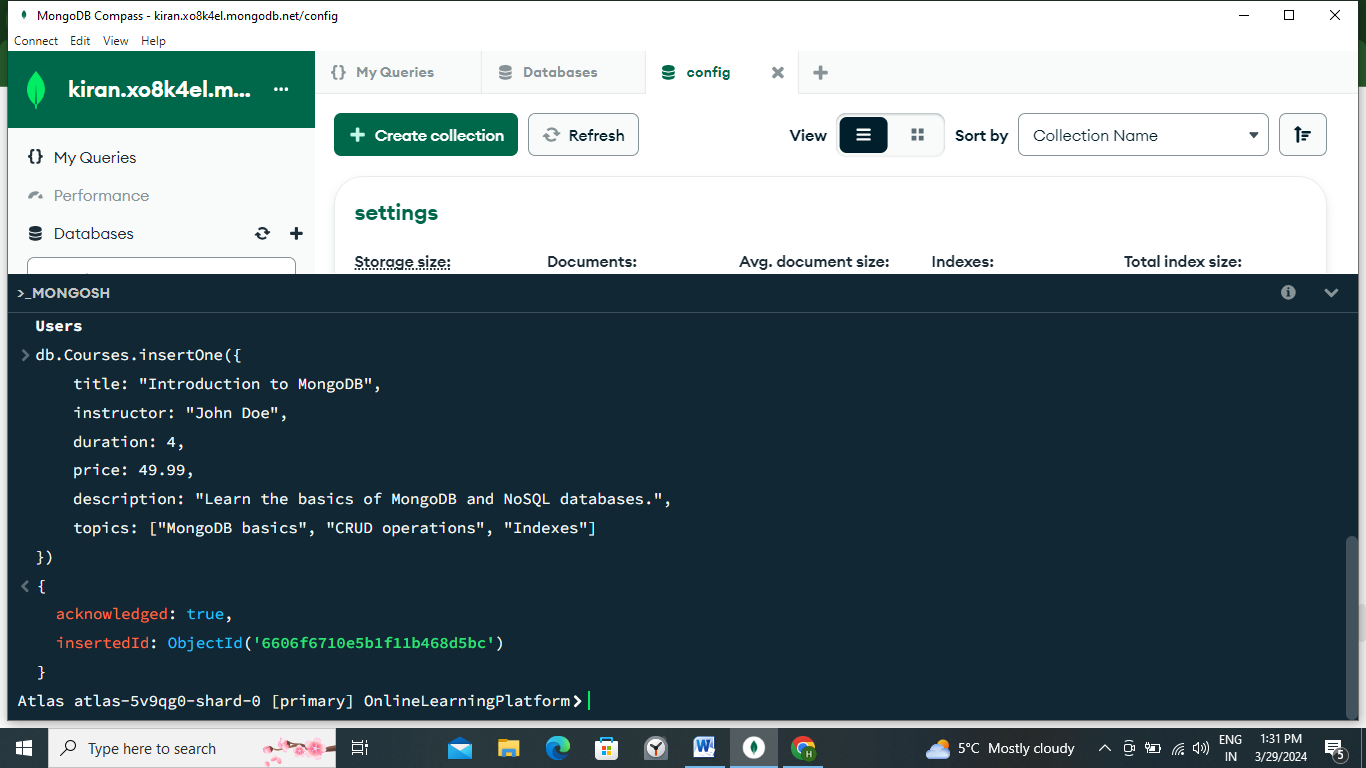 MongoDB Compass - kiran.xo8k4el.mongodb.net/config
Connect Edit View Help
kiran.xo8k4el.m... ...
My Queries Databases config
{} My Queries
Performance
Databases
Create collection Refresh View Sort by Collection Name
settings
Storage size: Documents: Avg. document size: Indexes: Total index size:
>_MONGOSH
Users
db.Courses.insertOne({
title: "Introduction to MongoDB",
instructor: "John Doe",
duration: 4,
price: 49.99,
description: "Learn the basics of MongoDB and NoSQL databases.",
topics: ["MongoDB basics", "CRUD operations", "Indexes"]
})
{
acknowledged: true,
insertedId: ObjectId('6606f6710e5b1f11b468d5bc')
}
Atlas atlas-5v9qg0-shard-0 [primary] OnlineLearningPlatform>
Type here to search
5°C Mostly cloudy
ENG
IN
1:31 PM
3/29/2024
5